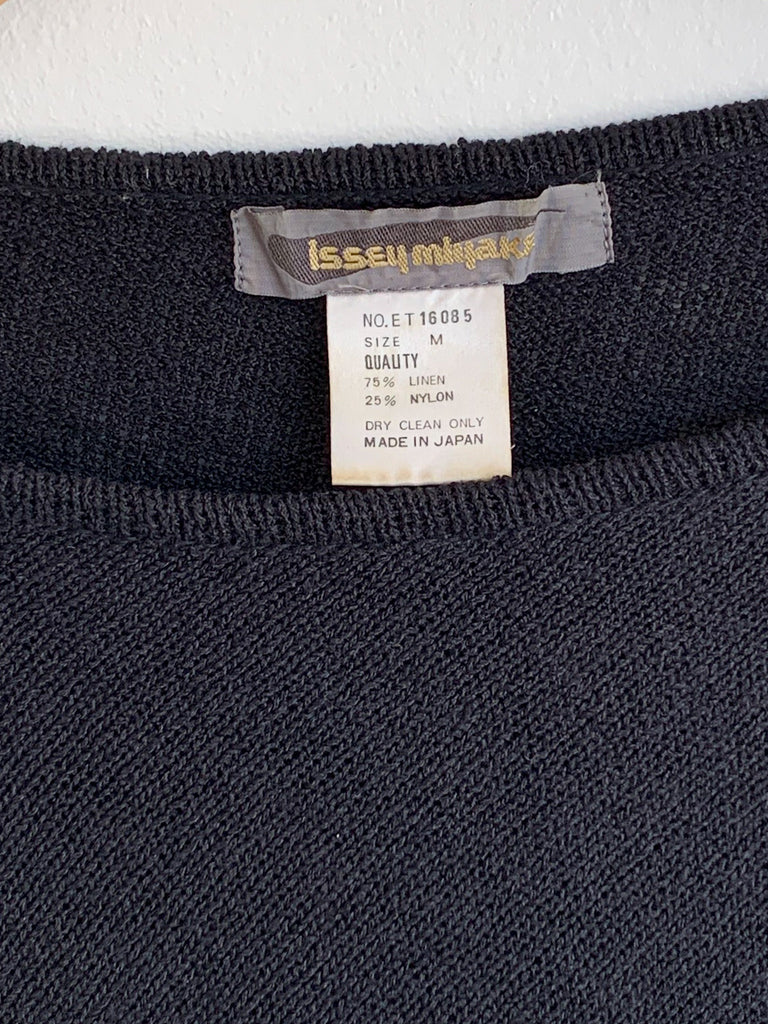 Issey miyake
NO.ET16085
SIZE M
QUALITY
75% LINEN
25% NYLON
DRY CLEAN ONLY
MADE IN JAPAN